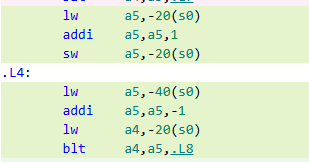 lw a5,-20(s0)
addi a5,a5,1
sw a5,-20(s0)
.L4:
lw a5,-40(s0)
addi a5,a5,-1
lw a4,-20(s0)
blt a4,a5,.L8